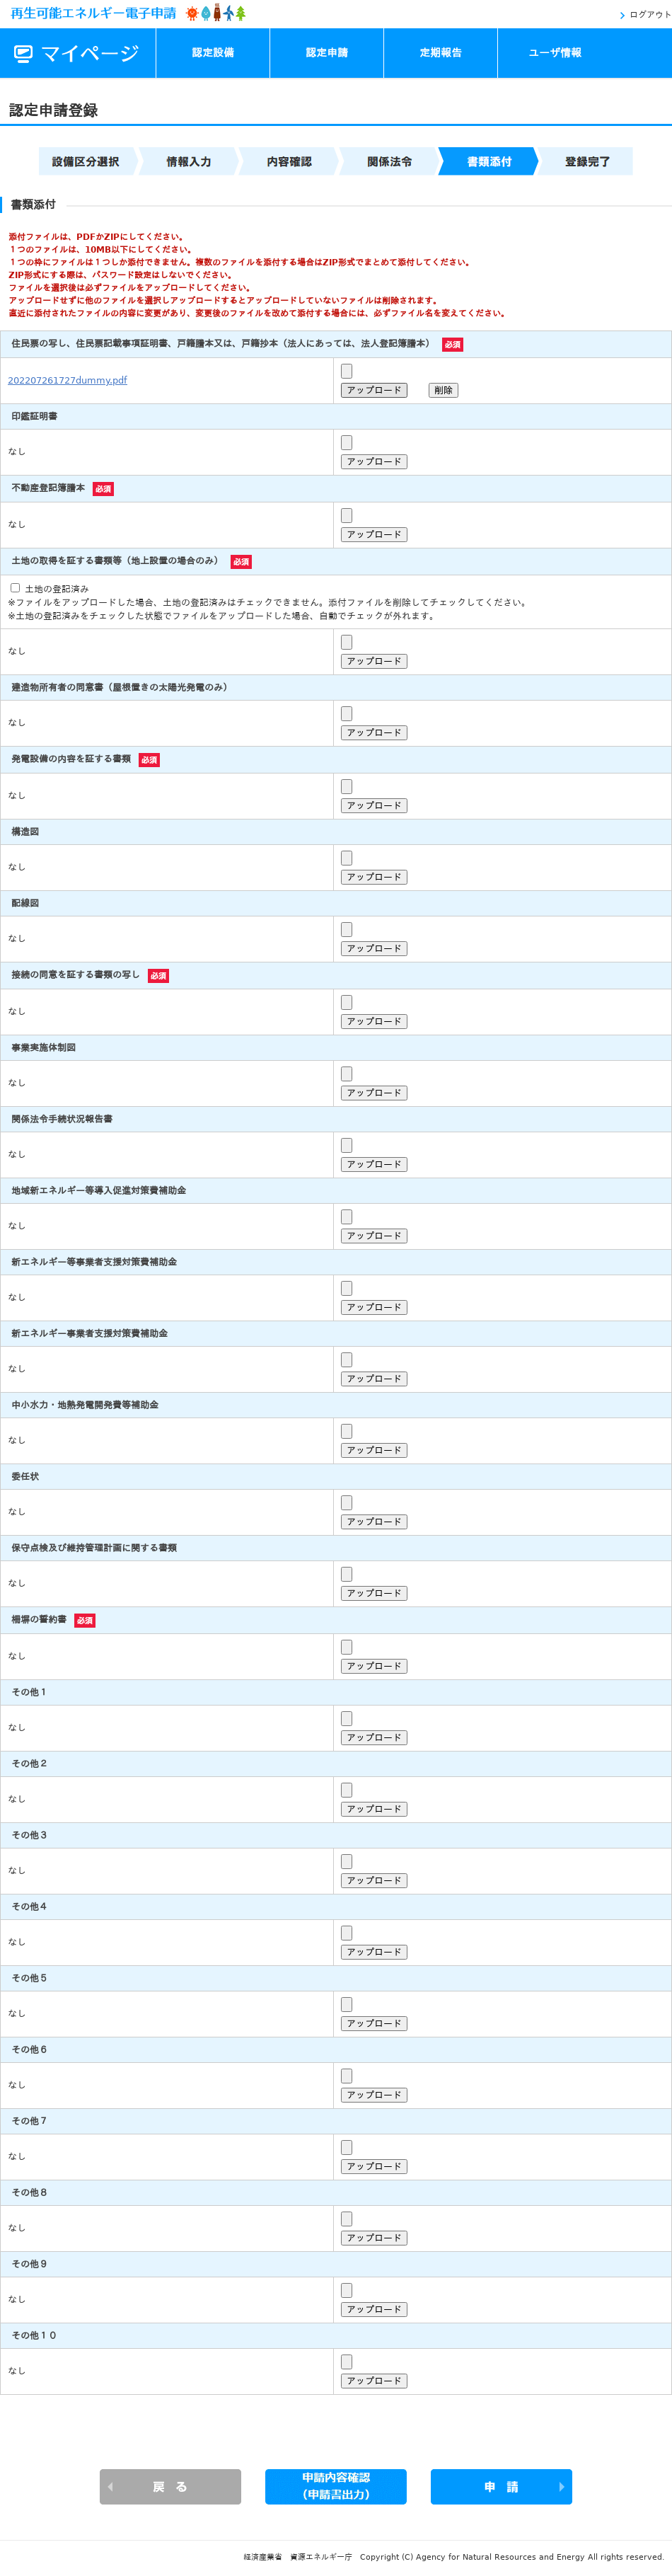 再生可能エネルギー電子申請
ログアウト
マイページ
認定設備
認定申請
定期報告
ユーザ情報
認定申請登録
設備区分選択
情報入力
内容確認
関係法令
書類添付
登録完了
書類添付
添付ファイルは、PDFかZIPにしてください。
１つのファイルは、10MB以下にしてください。
１つの枠にファイルは１つしか添付できません。複数のファイルを添付する場合はZIP形式でまとめて添付してください。
ZIP形式にする際は、パスワード設定はしないでください。
ファイルを選択後は必ずファイルをアップロードしてください。
アップロードせずに他のファイルを選択しアップロードするとアップロードしていないファイルは削除されます。
直近に添付されたファイルの内容に変更があり、変更後のファイルを改めて添付する場合には、必ずファイル名を変えてください。
住民票の写し、住民票記載事項証明書、戸籍謄本又は、戸籍抄本（法人にあっては、法人登記簿謄本） 必須
202207261727dummy.pdf
アップロード 削除
印鑑証明書
なし
アップロード
不動産登記簿謄本 必須
なし
アップロード
土地の取得を証する書類等（地上設置の場合のみ） 必須
土地の登記済み
※ファイルをアップロードした場合、土地の登記済みはチェックできません。添付ファイルを削除してチェックしてください。
※土地の登記済みをチェックした状態でファイルをアップロードした場合、自動でチェックが外れます。
なし
アップロード
建造物所有者の同意書（屋根置きの太陽光発電のみ）
なし
アップロード
発電設備の内容を証する書類 必須
なし
アップロード
構造図
なし
アップロード
配線図
なし
アップロード
接続の同意を証する書類の写し 必須
なし
アップロード
事業実施体制図
なし
アップロード
関係法令手続状況報告書
なし
アップロード
地域新エネルギー等導入促進対策費補助金
なし
アップロード
新エネルギー等事業者支援対策費補助金
なし
アップロード
新エネルギー事業者支援対策費補助金
なし
アップロード
中小水力・地熱発電開発費等補助金
なし
アップロード
委任状
なし
アップロード
保守点検及び維持管理計画に関する書類
なし
アップロード
柵塀の誓約書 必須
なし
アップロード
その他１
なし
アップロード
その他２
なし
アップロード
その他３
なし
アップロード
その他４
なし
アップロード
その他５
なし
アップロード
その他６
なし
アップロード
その他７
なし
アップロード
その他８
なし
アップロード
その他９
なし
アップロード
その他１０
なし
アップロード
戻 る
申請内容確認
（申請書出力）
申 請
経済産業省　資源エネルギー庁　Copyright (C) Agency for Natural Resources and Energy All rights reserved.